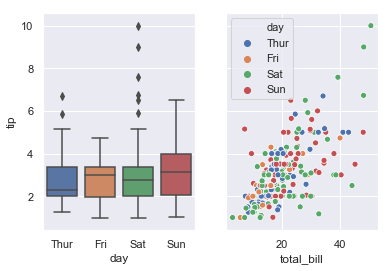 10
8
6
4
2
tip
Thur Fri Sat Sun
day
day
Thur
Fri
Sat
Sun
20 40
total_bill